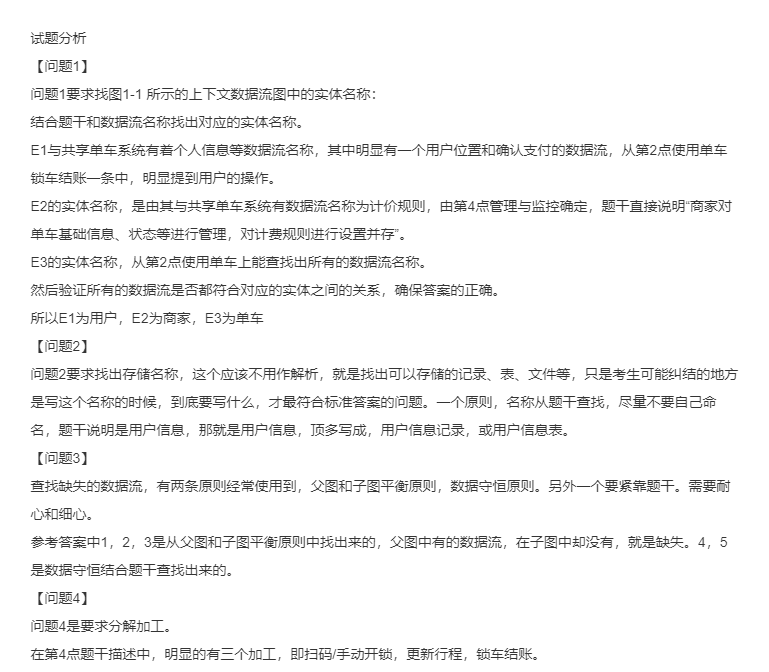 试题分析
【问题1】
问题1要求找图1-1 所示的上下文数据流图中的实体名称：
结合题干和数据流名称找出对应的实体名称。
E1与共享单车系统有着个人信息等数据流名称，其中明显有一个用户位置和确认支付的数据流，从第2点使用单车
锁车结账一条中，明显提到用户的操作。
E2的实体名称，是由其与共享单车系统有数据流名称为计价规则，由第4点管理与监控确定，题干直接说明“商家对
单车基础信息、状态等进行管理，对计费规则进行设置并存”。
E3的实体名称，从第2点使用单车上能查找出所有的数据流名称。
然后验证所有的数据流是否都符合对应的实体之间的关系，确保答案的正确。
所以E1为用户，E2为商家，E3为单车
【问题2】
问题2要求找出存储名称，这个应该不用作解析，就是找出可以存储的记录、表、文件等，只是考生可能纠结的地方
是写这个名称的时候，到底要写什么，才最符合标准答案的问题。一个原则，名称从题干查找，尽量不要自己命
名，题干说明是用户信息，那就是用户信息，顶多写成，用户信息记录，或用户信息表。
【问题3】
查找缺失的数据流，有两条原则经常使用到，父图和子图平衡原则，数据守恒原则。另外一个要紧靠题干。需要耐
心和细心。
参考答案中1，2，3是从父图和子图平衡原则中找出来的，父图中有的数据流，在子图中却没有，就是缺失。4，5
是数据守恒结合题干查找出来的。
【问题4】
问题4是要求分解加工。
在第4点题干描述中，明显的有三个加工，即扫码/手动开锁，更新行程，锁车结账。